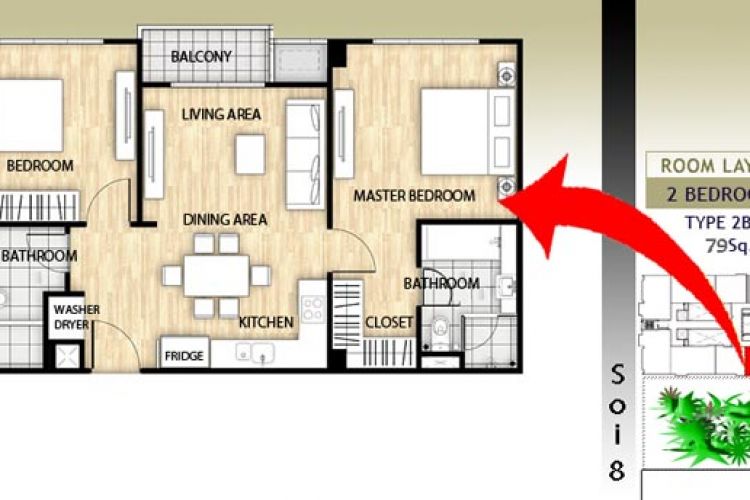 BALCONY
LIVING AREA
BEDROOM
MASTER BEDROOM
DINING AREA
BATHROOM
BATHROOM
WASHER
DRYER
KITCHEN
CLOSET
FRIDGE
ROOM LAY
2 BEDROO
TYPE 2B
79Sq.
Soi 8